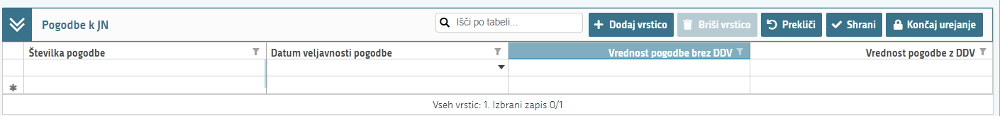 Pogodbe k JN
Išči po tabeli...
Dodaj vrstico
Briši vrstico
Prekliči
Shrani
Končaj urejanje
Številka pogodbe
Datum veljavnosti pogodbe
Vrednost pogodbe brez DDV
Vrednost pogodbe z DDV
Vseh vrstic: 1. Izbrani zapis 0/1